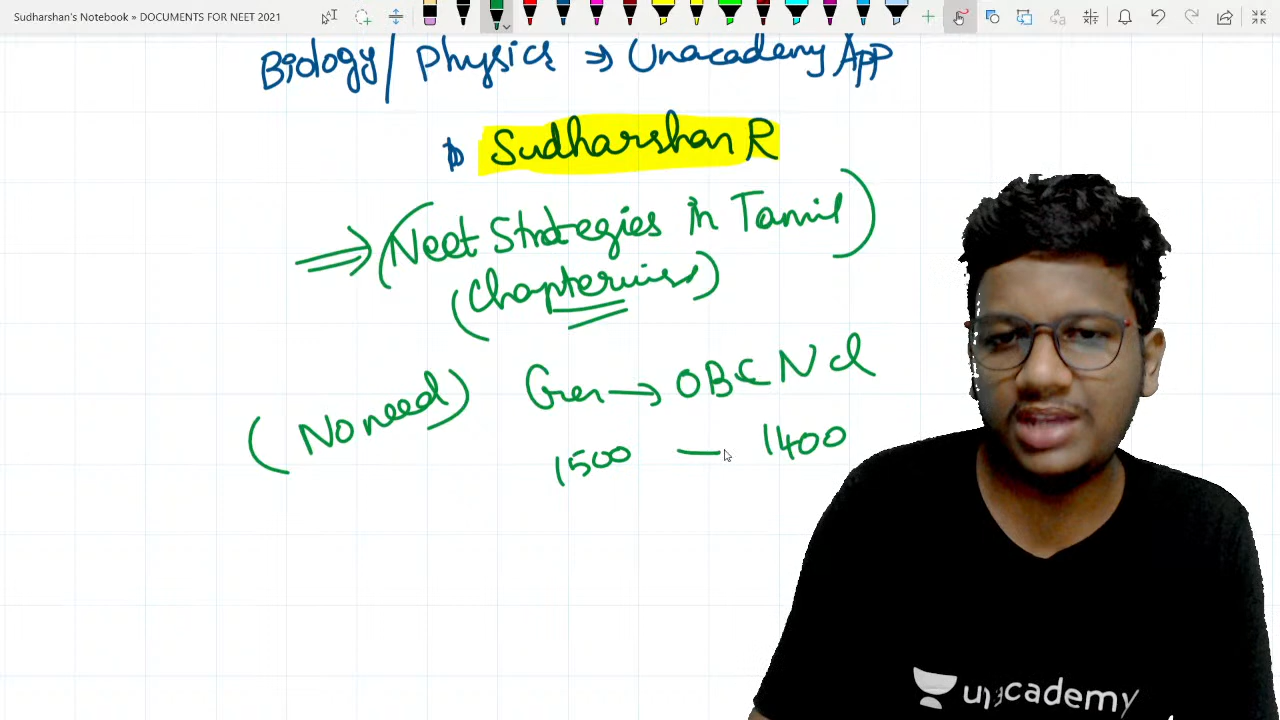 Sudharshan's Notebook » DOCUMENTS FOR NEET 2021
Biology / Physics → Unacademy App
Sudharshan R
⇒ (Neet Strategies in Tamil)
(Chapterwise)
(No need) Gen → OBC Ncl
1500 — 1400
unacademy